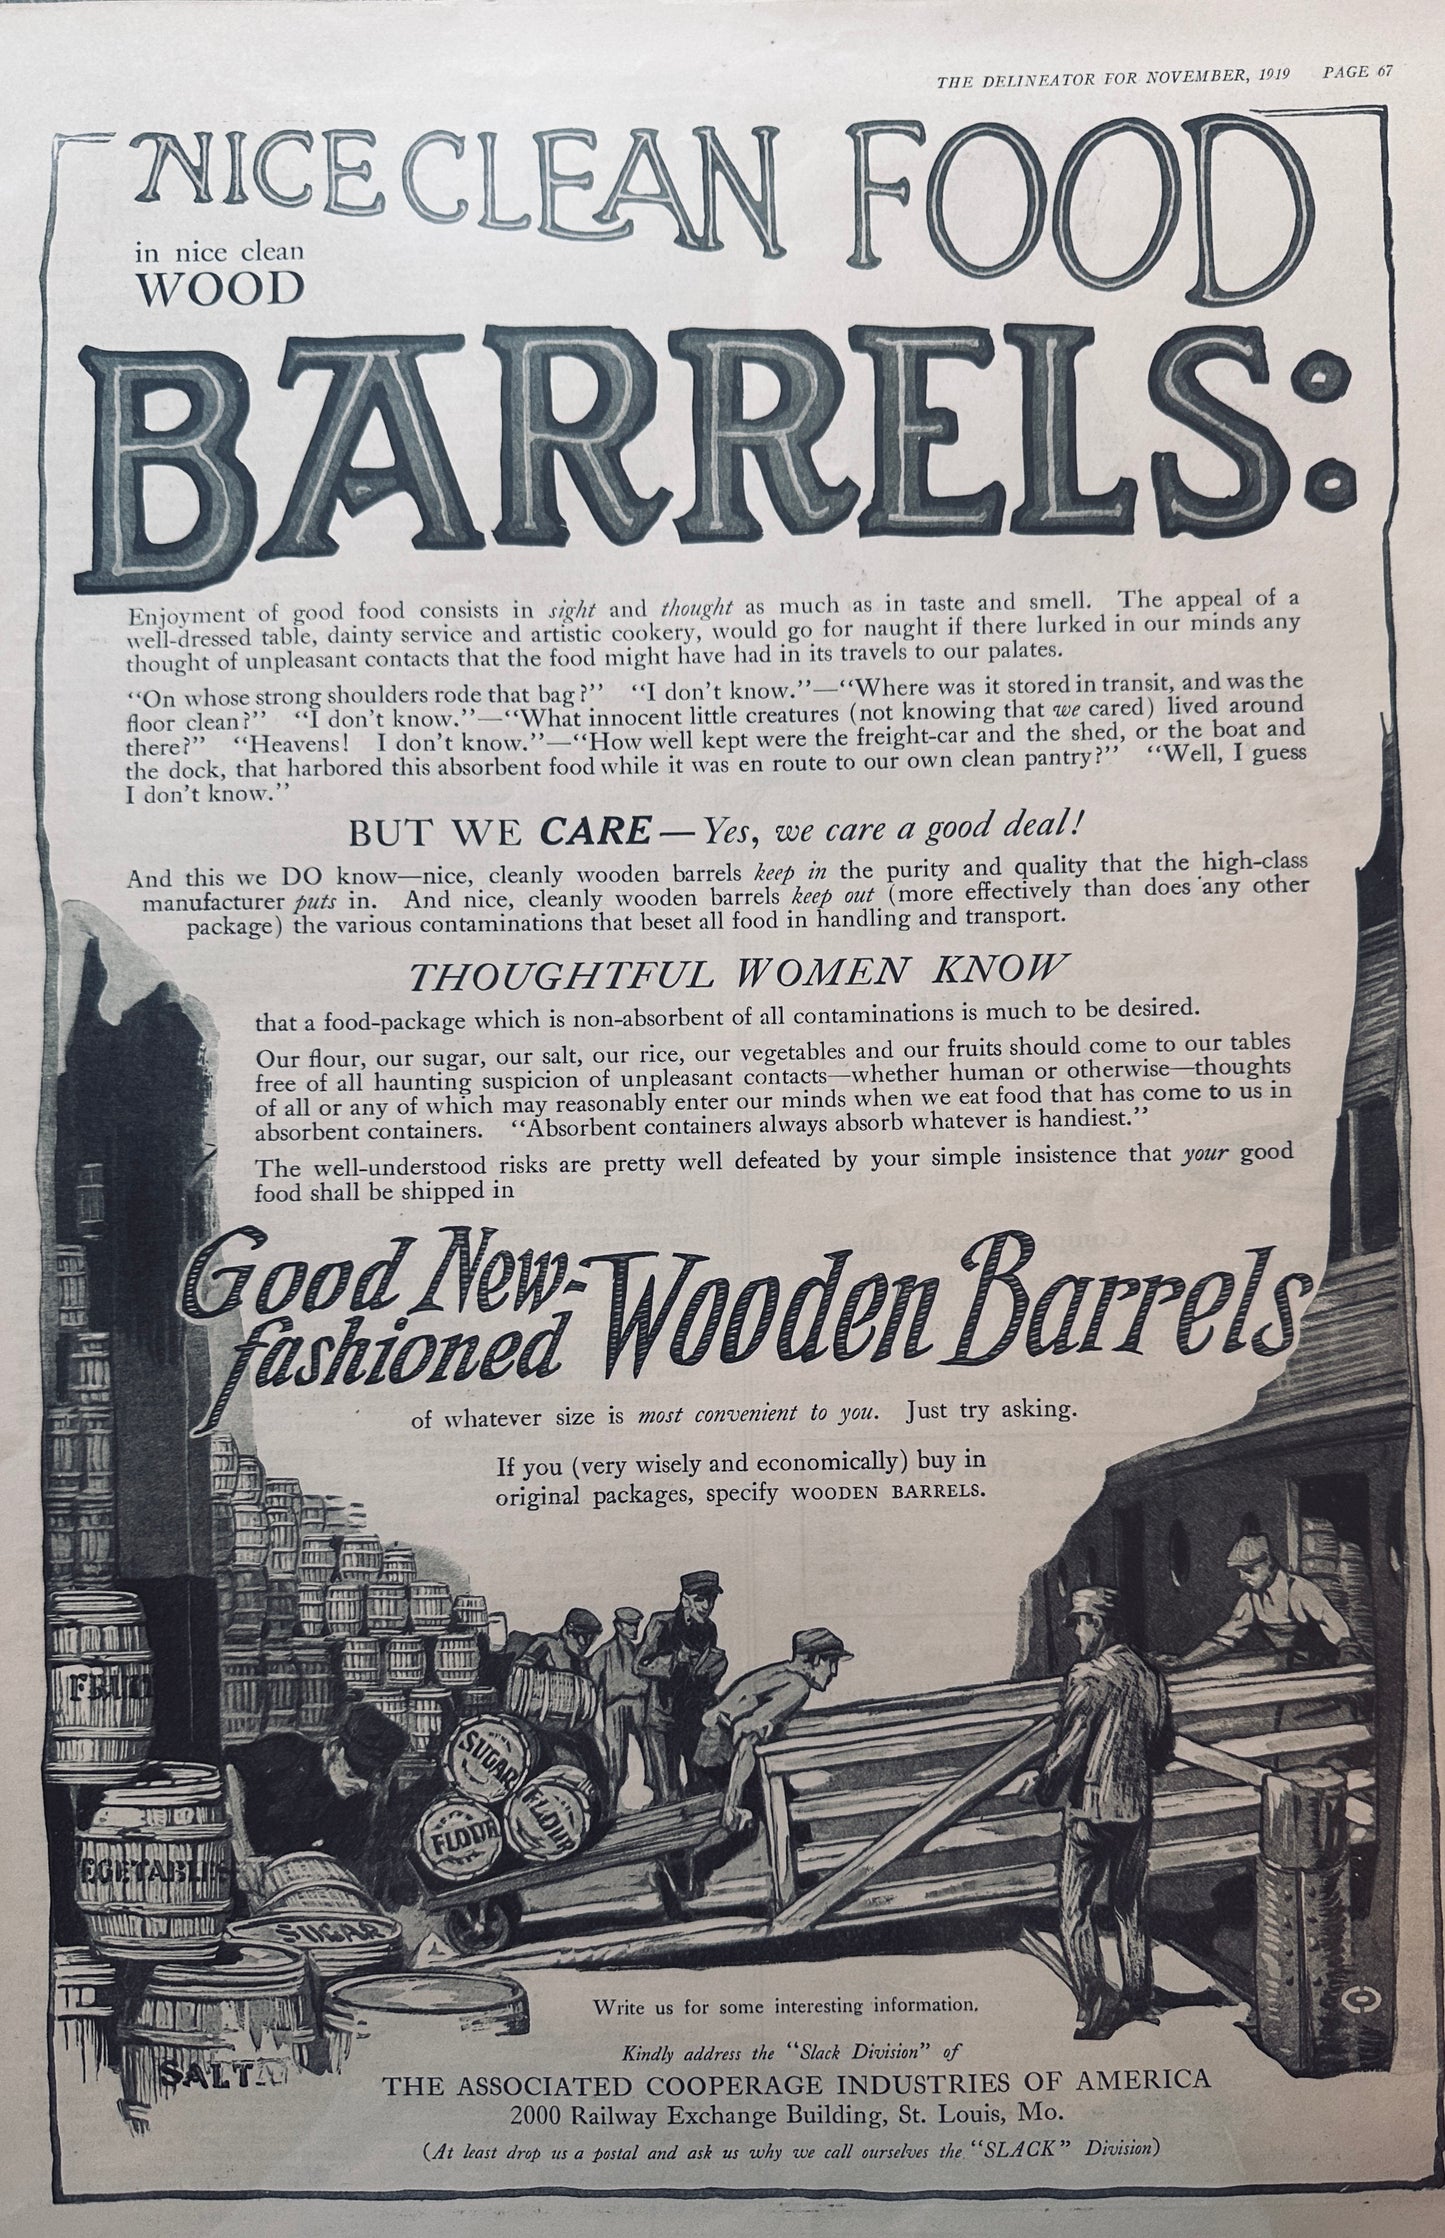 THE DELINEATOR FOR NOVEMBER, 1919 PAGE 67
NICE CLEAN FOOD
in nice clean
WOOD
BARRELS:
Enjoyment of good food consists in sight and thought as much as in taste and smell. The appeal of a
well-dressed table, dainty service and artistic cookery, would go for naught if there lurked in our minds any
thought of unpleasant contacts that the food might have had in its travels to our palates.
“On whose strong shoulders rode that bag?” “I don’t know.”—“Where was it stored in transit, and was the
floor clean?” “I don’t know.”—“What innocent little creatures (not knowing that we cared) lived around
there?” “Heavens! I don’t know.”—“How well kept were the freight-car and the shed, or the boat and
the dock, that harbored this absorbent food while it was en route to our own clean pantry?” “Well, I guess
I don’t know.”
BUT WE CARE—Yes, we care a good deal!
And this we DO know—nice, cleanly wooden barrels keep in the purity and quality that the high-class
manufacturer puts in. And nice, cleanly wooden barrels keep out (more effectively than does any other
package) the various contaminations that beset all food in handling and transport.
THOUGHTFUL WOMEN KNOW
that a food-package which is non-absorbent of all contaminations is much to be desired.
Our flour, our sugar, our salt, our rice, our vegetables and our fruits should come to our tables
free of all haunting suspicion of unpleasant contacts—whether human or otherwise—thoughts
of all or any of which may reasonably enter our minds when we eat food that has come to us in
absorbent containers. “Absorbent containers always absorb whatever is handiest.”
The well-understood risks are pretty well defeated by your simple insistence that your good
food shall be shipped in
Good New-
fashioned Wooden Barrels
of whatever size is most convenient to you. Just try asking.
If you (very wisely and economically) buy in
original packages, specify WOODEN BARRELS.
FRUIT
SUGAR
FLOUR
FLOUR
EGETABL
SUGAR
SALT
Write us for some interesting information.
Kindly address the “Slack Division” of
THE ASSOCIATED COOPERAGE INDUSTRIES OF AMERICA
2000 Railway Exchange Building, St. Louis, Mo.
(At least drop us a postal and ask us why we call ourselves the “SLACK” Division)